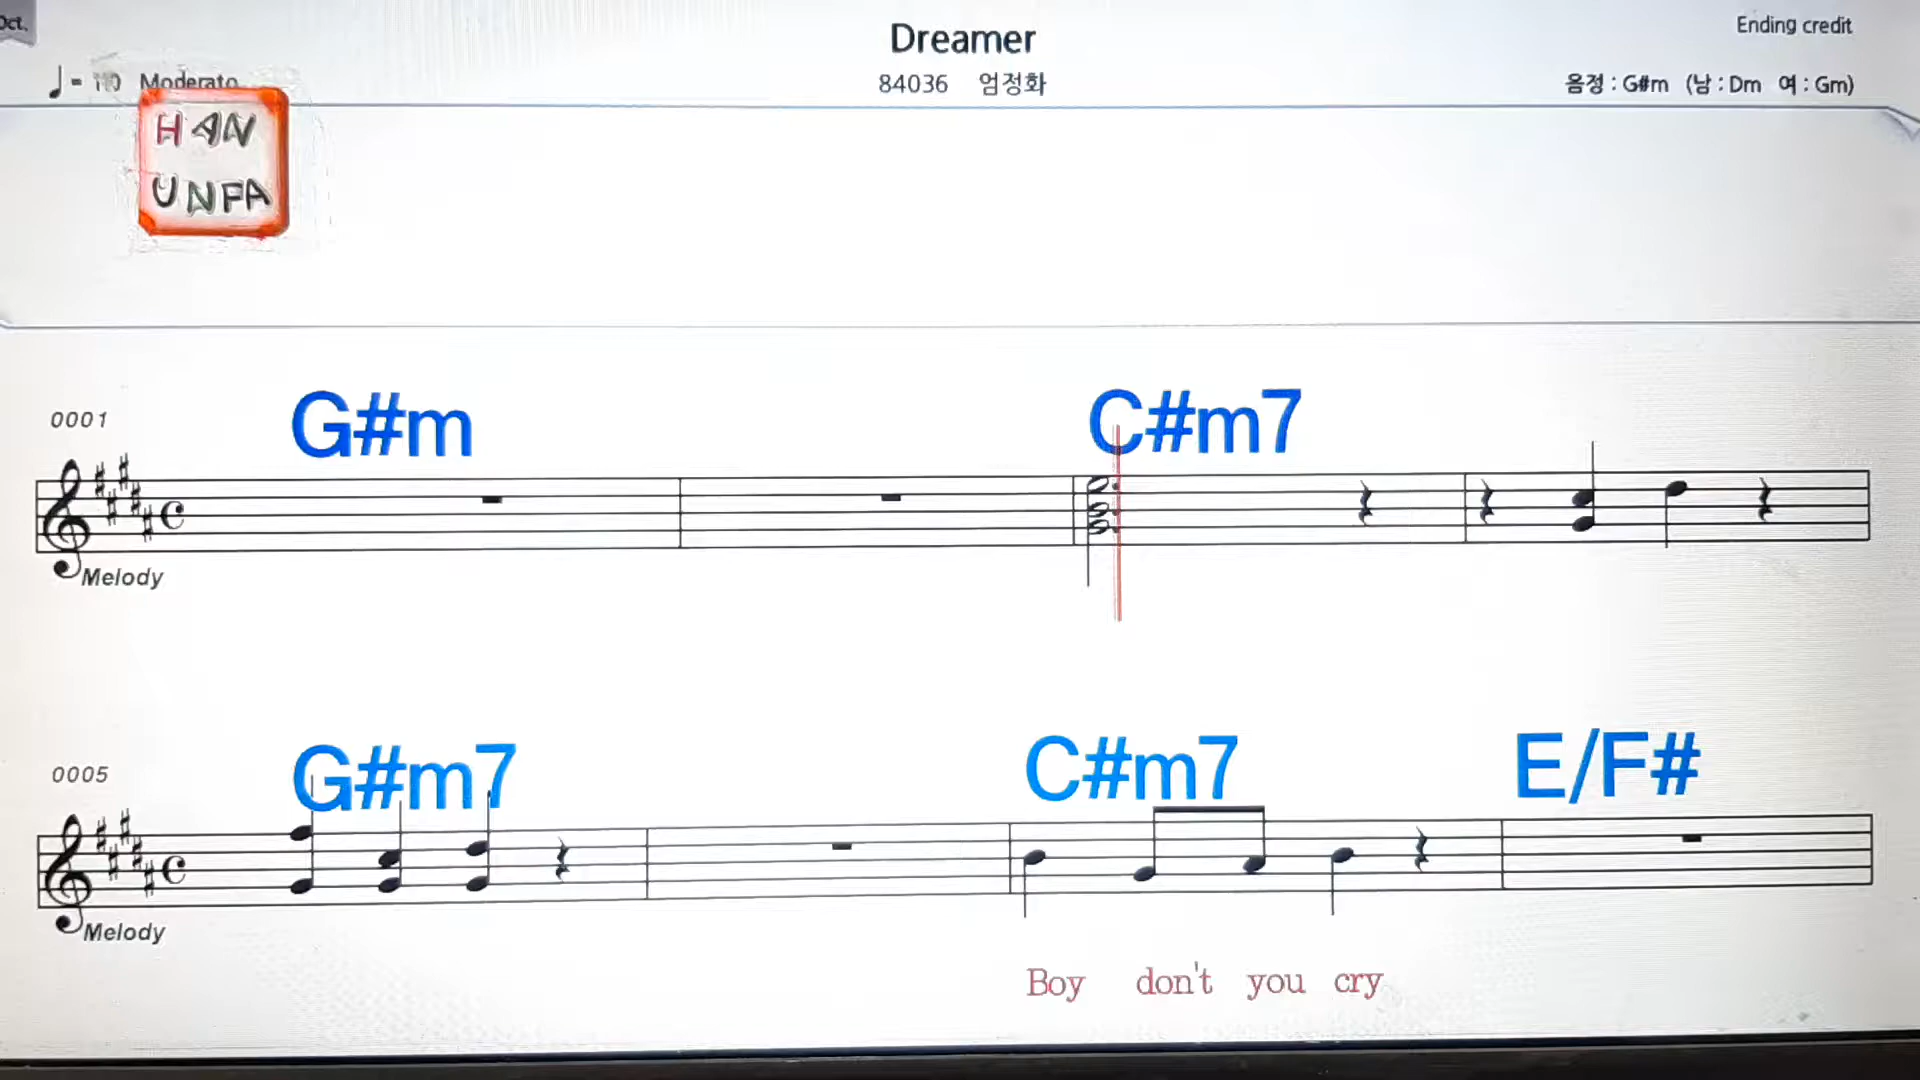 Oct.
Dreamer
Ending credit
♩ = 110 Moderato
84036 엄정화
음정 : G#m (남 : Dm 여 : Gm)
HAN
UNFA
G#m C#m7
0001
Melody
G#m7 C#m7 E/F#
0005
Melody
Boy don't you cry